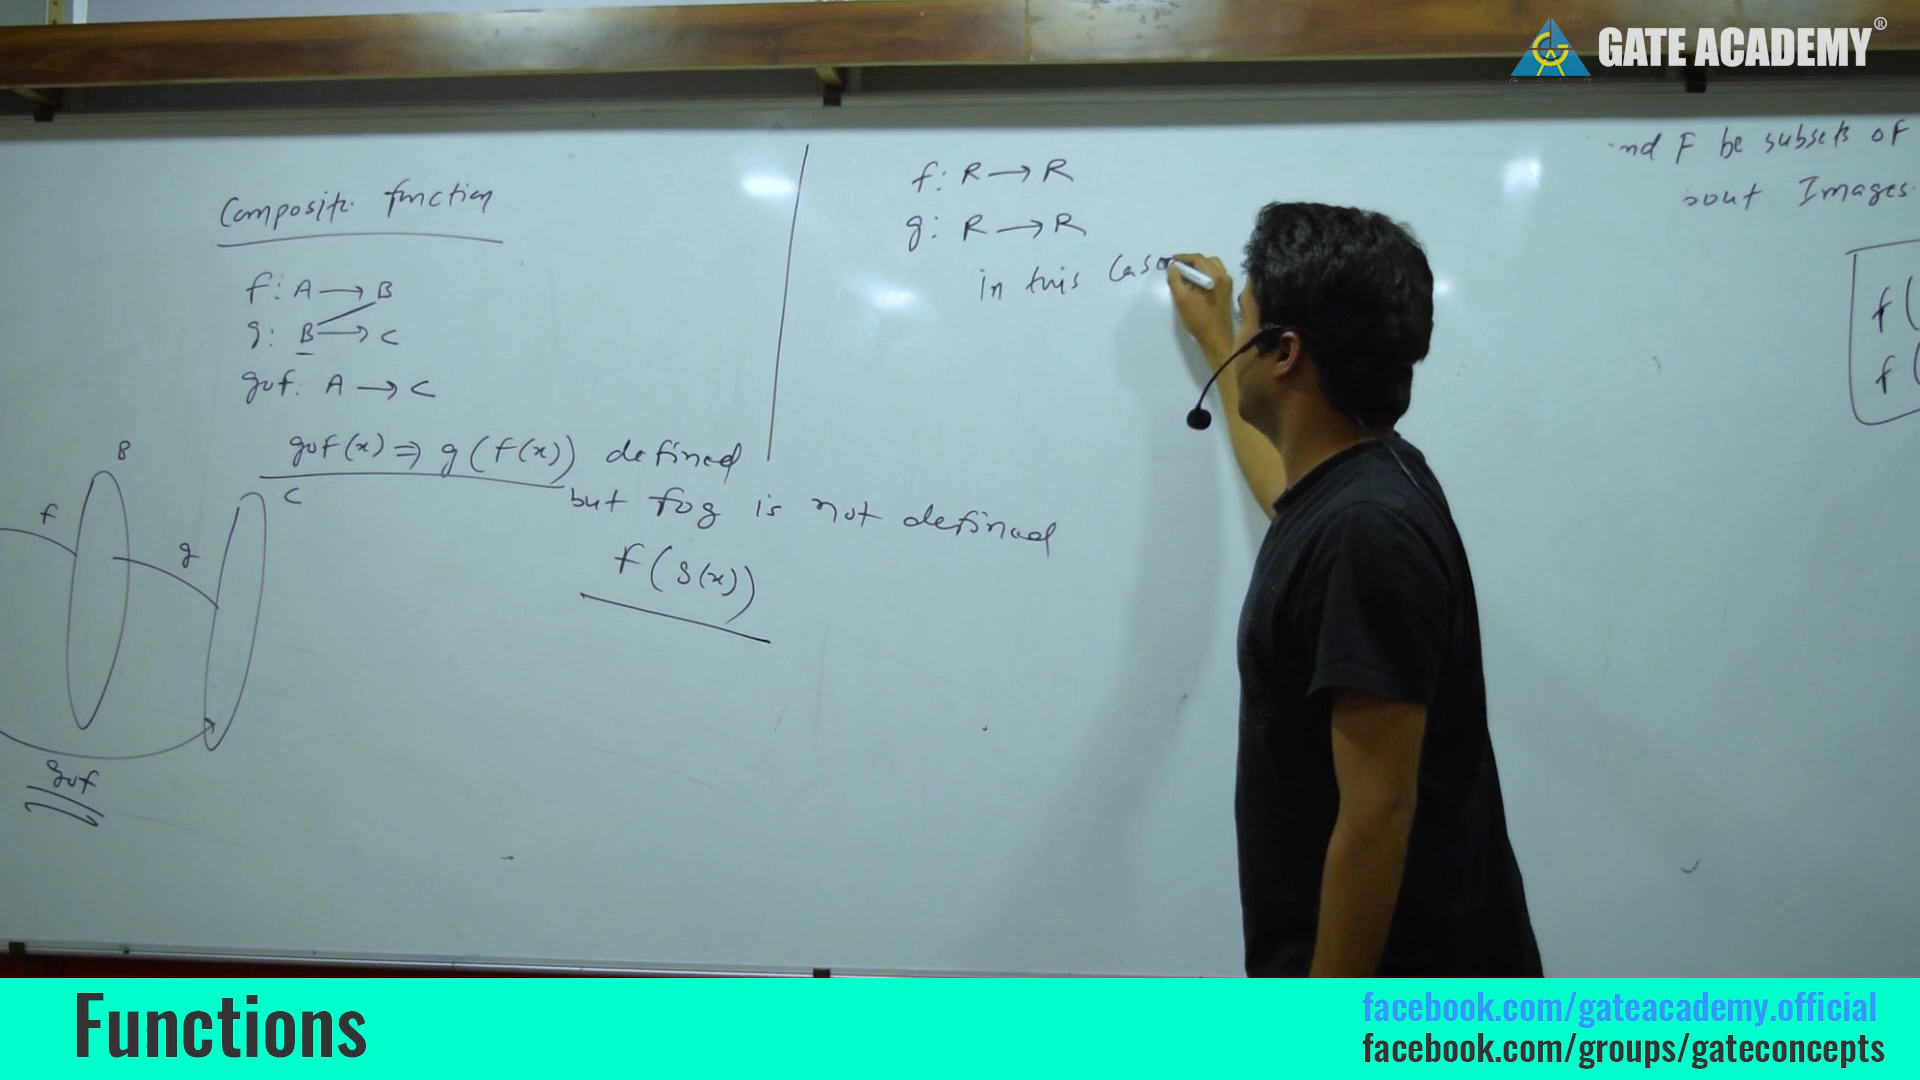 GATE ACADEMY®
Composite function
f: A → B
g: B → C
gof: A → C
gof(x) ⇒ g(f(x)) defined
but fog is not defined
f(g(x))
B
C
f
g
gof
f: R → R
g: R → R
in this Case
nd F be subsets of
out Images
f(
f(
Functions
facebook.com/gateacademy.official
facebook.com/groups/gateconcepts